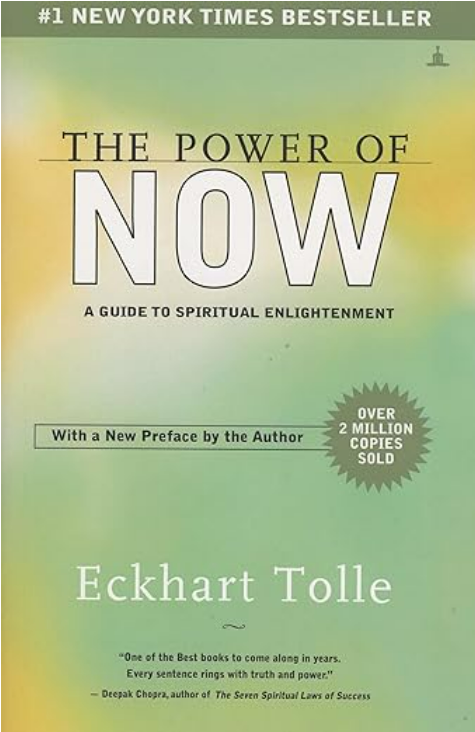 #1 NEW YORK TIMES BESTSELLER
THE POWER OF
NOW
A GUIDE TO SPIRITUAL ENLIGHTENMENT
With a New Preface by the Author
OVER
2 MILLION
COPIES
SOLD
Eckhart Tolle
"One of the Best books to come along in years.
Every sentence rings with truth and power."
— Deepak Chopra, author of The Seven Spiritual Laws of Success